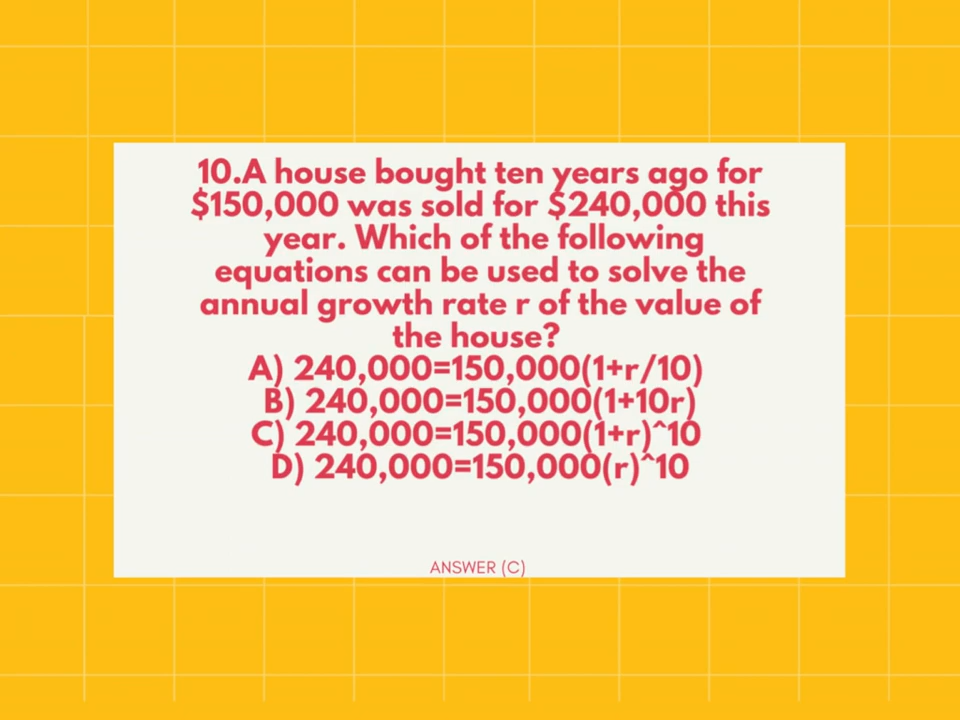 10.A house bought ten years ago for
$150,000 was sold for $240,000 this
year. Which of the following
equations can be used to solve the
annual growth rate r of the value of
the house?
A) 240,000=150,000(1+r/10)
B) 240,000=150,000(1+10r)
C) 240,000=150,000(1+r)^10
D) 240,000=150,000(r)^10
ANSWER (C)